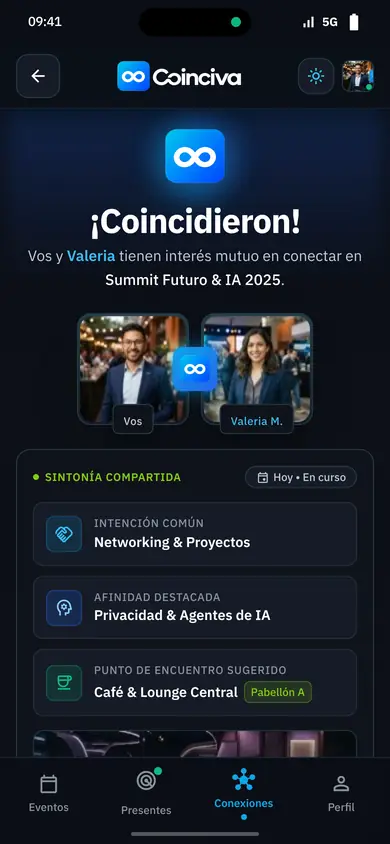 09:41
5G
Coinciva
¡Coincidieron!
Vos y Valeria tienen interés mutuo en conectar en
Summit Futuro & IA 2025.
Vos
Valeria M.
SINTONÍA COMPARTIDA
Hoy • En curso
INTENCIÓN COMÚN
Networking & Proyectos
AFINIDAD DESTACADA
Privacidad & Agentes de IA
PUNTO DE ENCUENTRO SUGERIDO
Café & Lounge Central
Pabellón A
Eventos
Presentes
Conexiones
Perfil